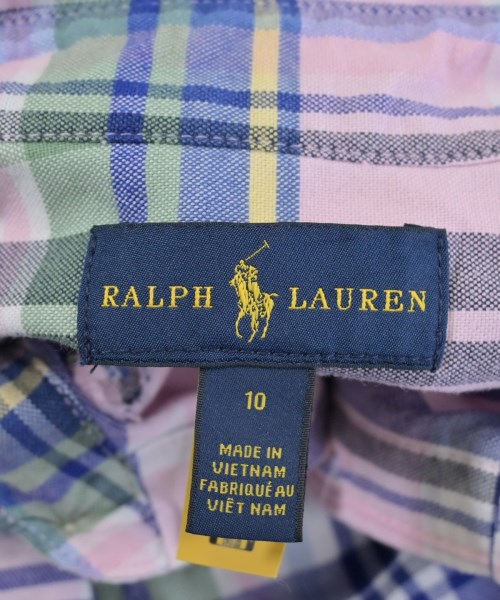 RALPH LAUREN
10
MADE IN
VIETNAM
FABRIQUÉ AU
VIÊT NAM